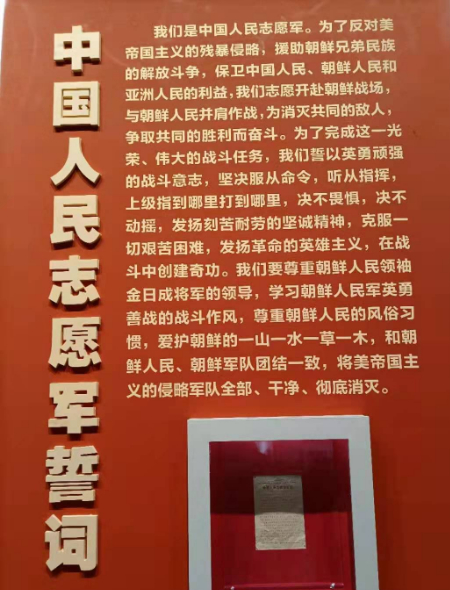 中国人民志愿军誓词
我们是中国人民志愿军。为了反对美
帝国主义的残暴侵略，援助朝鲜兄弟民族
的解放斗争，保卫中国人民、朝鲜人民和
亚洲人民的利益，我们志愿开赴朝鲜战场，
与朝鲜人民并肩作战，为消灭共同的敌人，
争取共同的胜利而奋斗。为了完成这一光
荣、伟大的战斗任务，我们誓以英勇顽强
的战斗意志，坚决服从命令，听从指挥，
上级指到哪里打到哪里，决不畏惧，决不
动摇，发扬刻苦耐劳的坚诚精神，克服一
切艰苦困难，发扬革命的英雄主义，在战
斗中创建奇功。我们要尊重朝鲜人民领袖
金日成将军的领导，学习朝鲜人民军英勇
善战的战斗作风，尊重朝鲜人民的风俗习
惯，爱护朝鲜的一山一水一草一木，和朝
鲜人民、朝鲜军队团结一致，将美帝国主
义的侵略军队全部、干净、彻底消灭。